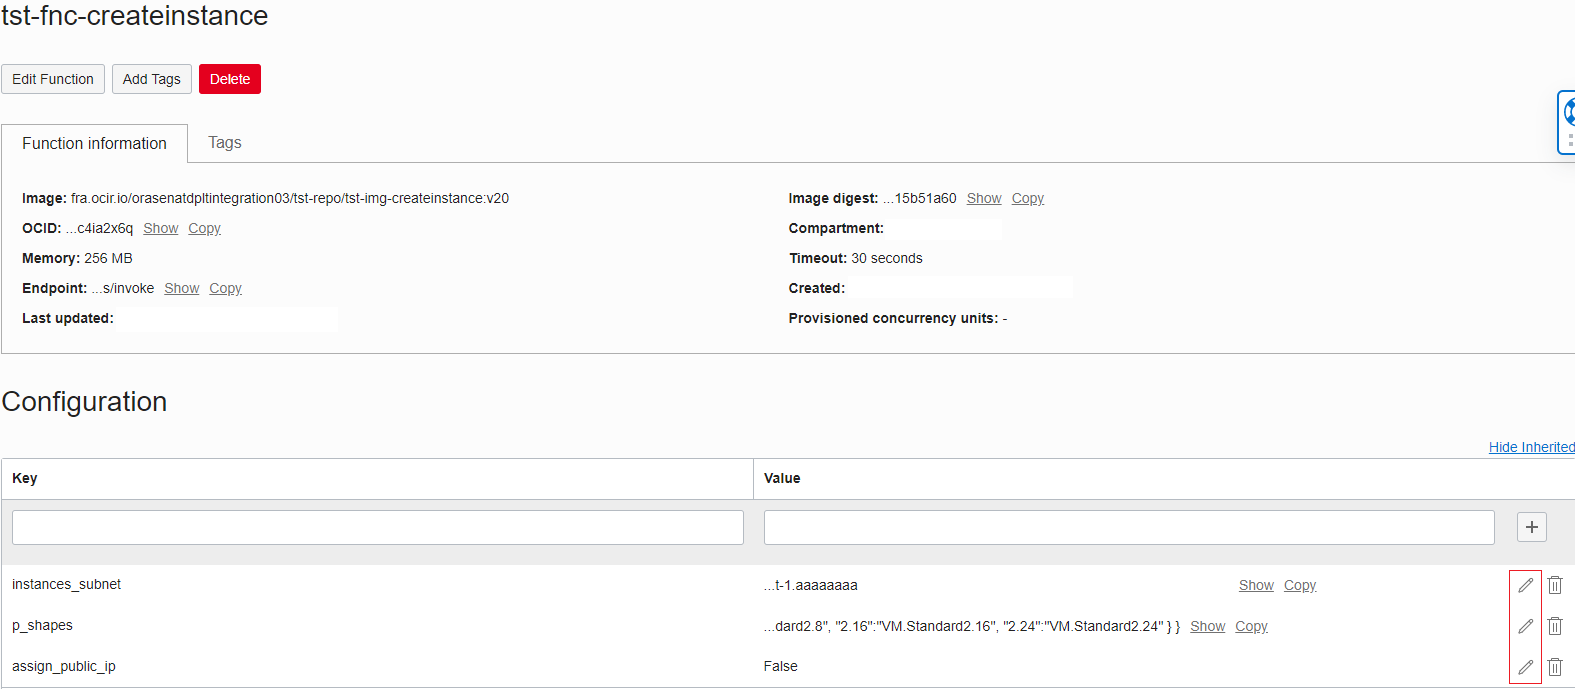 tst-fnc-createinstance
Edit Function Add Tags Delete
Function information Tags
Image: fra.ocir.io/orasenatdpltintegration03/tst-repo/tst-img-createinstance:v20 Image digest: ...15b51a60 Show Copy
OCID: ...c4ia2x6q Show Copy Compartment:
Memory: 256 MB Timeout: 30 seconds
Endpoint: ...s/invoke Show Copy Created:
Last updated: Provisioned concurrency units: -
Configuration
Hide Inherited
Key Value
instances_subnet ...t-1.aaaaaaaa Show Copy
p_shapes ...dard2.8", "2.16":"VM.Standard2.16", "2.24":"VM.Standard2.24" } } Show Copy
assign_public_ip False